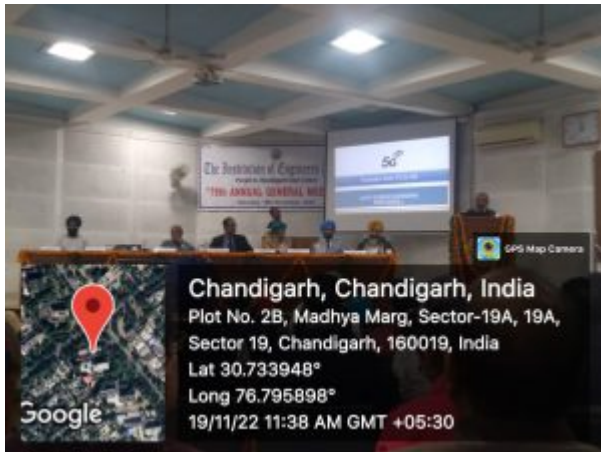 The Institution of Engineers
ANNUAL GENERAL MEE
5G
GPS Map Camera
Chandigarh, Chandigarh, India
Plot No. 2B, Madhya Marg, Sector-19A, 19A,
Sector 19, Chandigarh, 160019, India
Lat 30.733948°
Long 76.795898°
19/11/22 11:38 AM GMT +05:30
Google